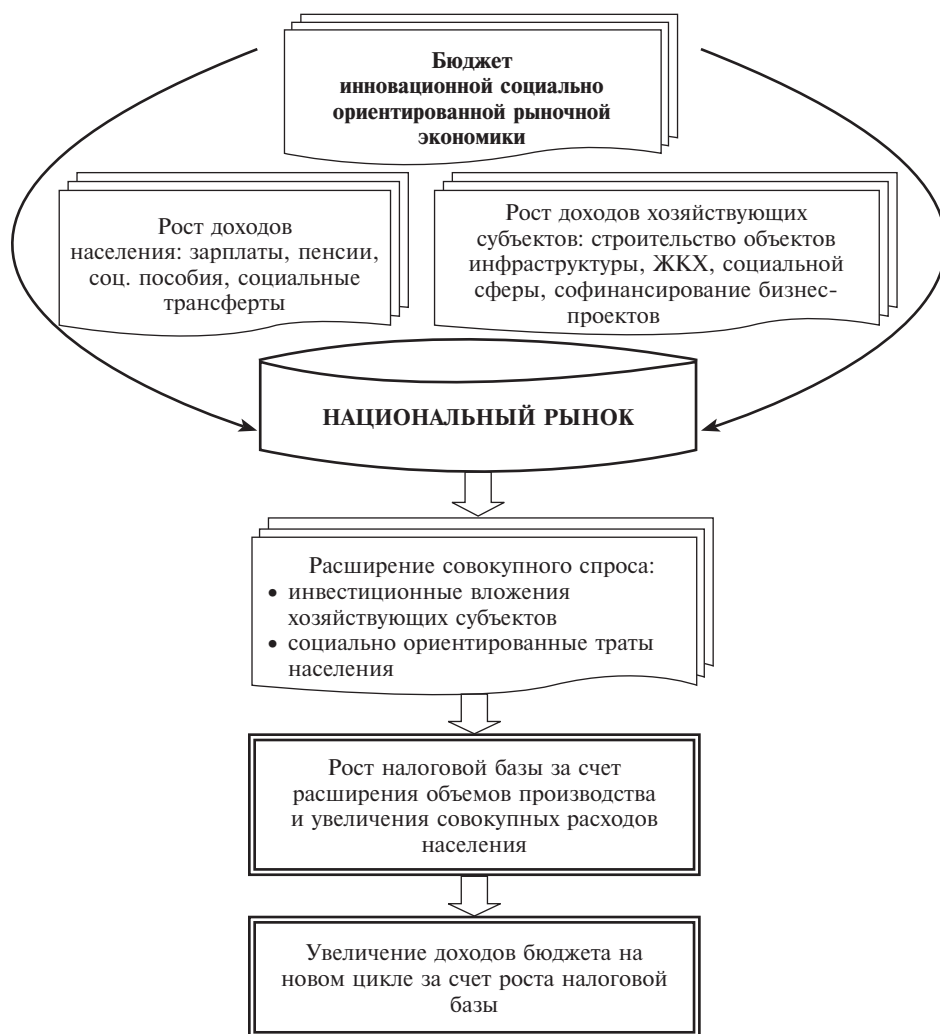 Бюджет
инновационной социально
ориентированной рыночной
экономики
Рост доходов
населения: зарплаты, пенсии,
соц. пособия, социальные
трансферты
Рост доходов хозяйствующих
субъектов: строительство объектов
инфраструктуры, ЖКХ, социальной
сферы, софинансирование бизнес-
проектов
НАЦИОНАЛЬНЫЙ РЫНОК
Расширение совокупного спроса:
• инвестиционные вложения
хозяйствующих субъектов
• социально ориентированные траты
населения
Рост налоговой базы за счет
расширения объемов производства
и увеличения совокупных расходов
населения
Увеличение доходов бюджета на
новом цикле за счет роста налоговой
базы